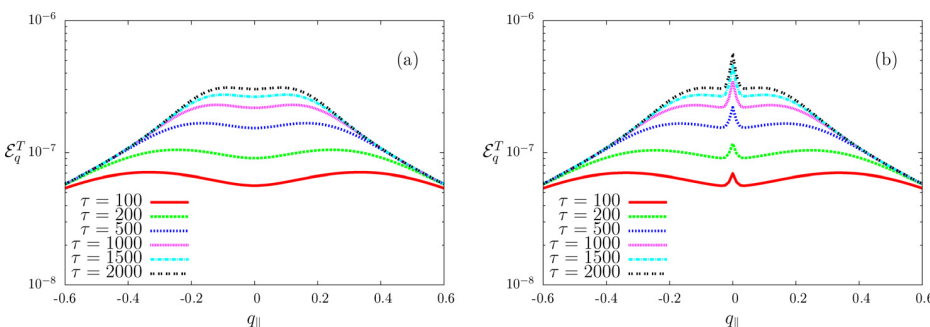 10^{-6}
(a)
\mathcal{E}_q^T 10^{-7}
τ = 100
τ = 200
τ = 500
τ = 1000
τ = 1500
τ = 2000
10^{-8}
-0.6 -0.4 -0.2 0 0.2 0.4 0.6
q_{||}
10^{-6}
(b)
\mathcal{E}_q^T 10^{-7}
τ = 100
τ = 200
τ = 500
τ = 1000
τ = 1500
τ = 2000
10^{-8}
-0.6 -0.4 -0.2 0 0.2 0.4 0.6
q_{||}